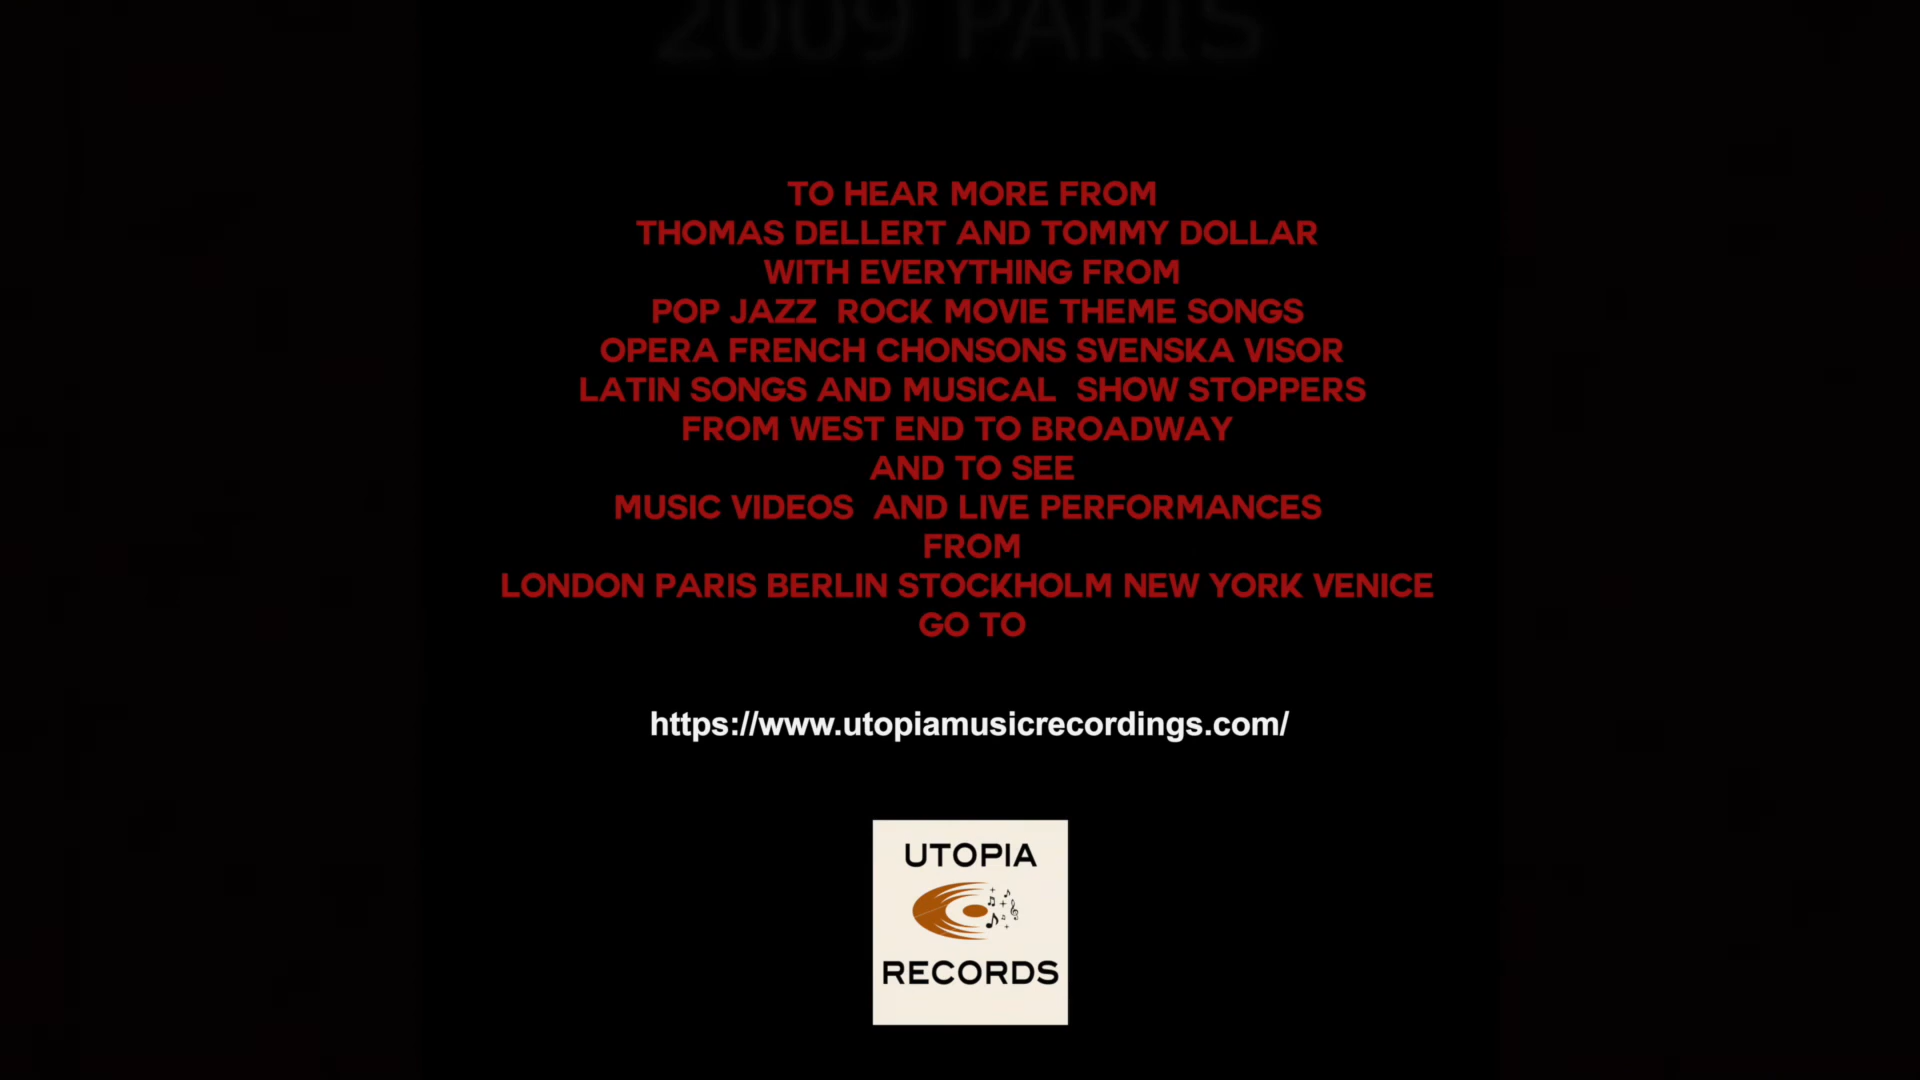 2009 PARIS
TO HEAR MORE FROM
THOMAS DELLERT AND TOMMY DOLLAR
WITH EVERYTHING FROM
POP JAZZ  ROCK MOVIE THEME SONGS
OPERA FRENCH CHONSONS SVENSKA VISOR
LATIN SONGS AND MUSICAL  SHOW STOPPERS
FROM WEST END TO BROADWAY
AND TO SEE
MUSIC VIDEOS  AND LIVE PERFORMANCES
FROM
LONDON PARIS BERLIN STOCKHOLM NEW YORK VENICE
GO TO
https://www.utopiamusicrecordings.com/
UTOPIA
RECORDS